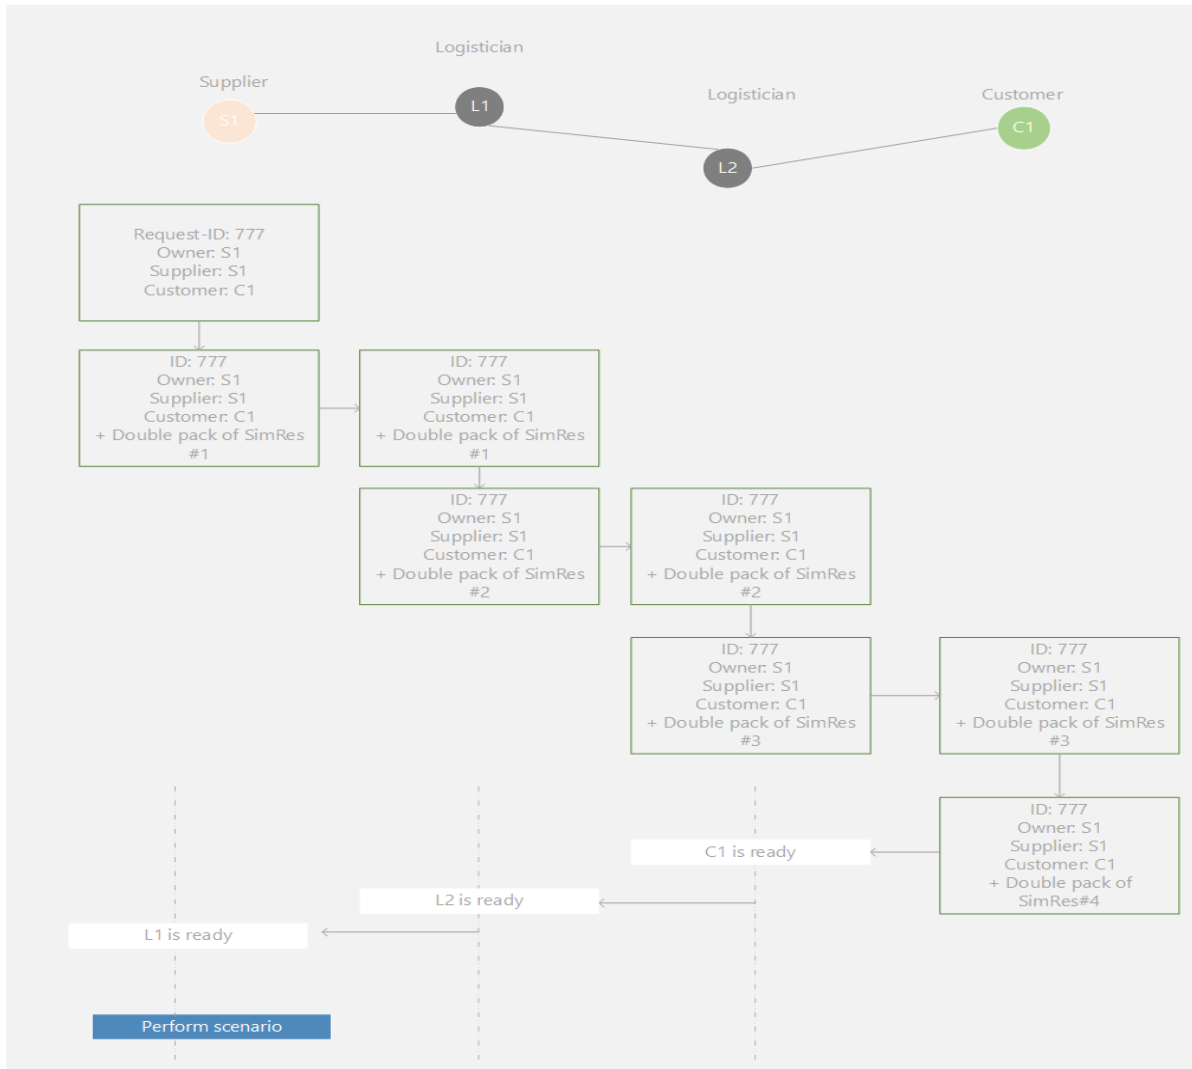 Logistician
Supplier
Logistician
Customer
S1
L1
L2
C1
Request-ID: 777
Owner: S1
Supplier: S1
Customer: C1
ID: 777
Owner: S1
Supplier: S1
Customer: C1
+ Double pack of SimRes
#1
ID: 777
Owner: S1
Supplier: S1
Customer: C1
+ Double pack of SimRes
#1
ID: 777
Owner: S1
Supplier: S1
Customer: C1
+ Double pack of SimRes
#2
ID: 777
Owner: S1
Supplier: S1
Customer: C1
+ Double pack of SimRes
#2
ID: 777
Owner: S1
Supplier: S1
Customer: C1
+ Double pack of SimRes
#3
ID: 777
Owner: S1
Supplier: S1
Customer: C1
+ Double pack of SimRes
#3
ID: 777
Owner: S1
Supplier: S1
Customer: C1
+ Double pack of
SimRes#4
C1 is ready
L2 is ready
L1 is ready
Perform scenario